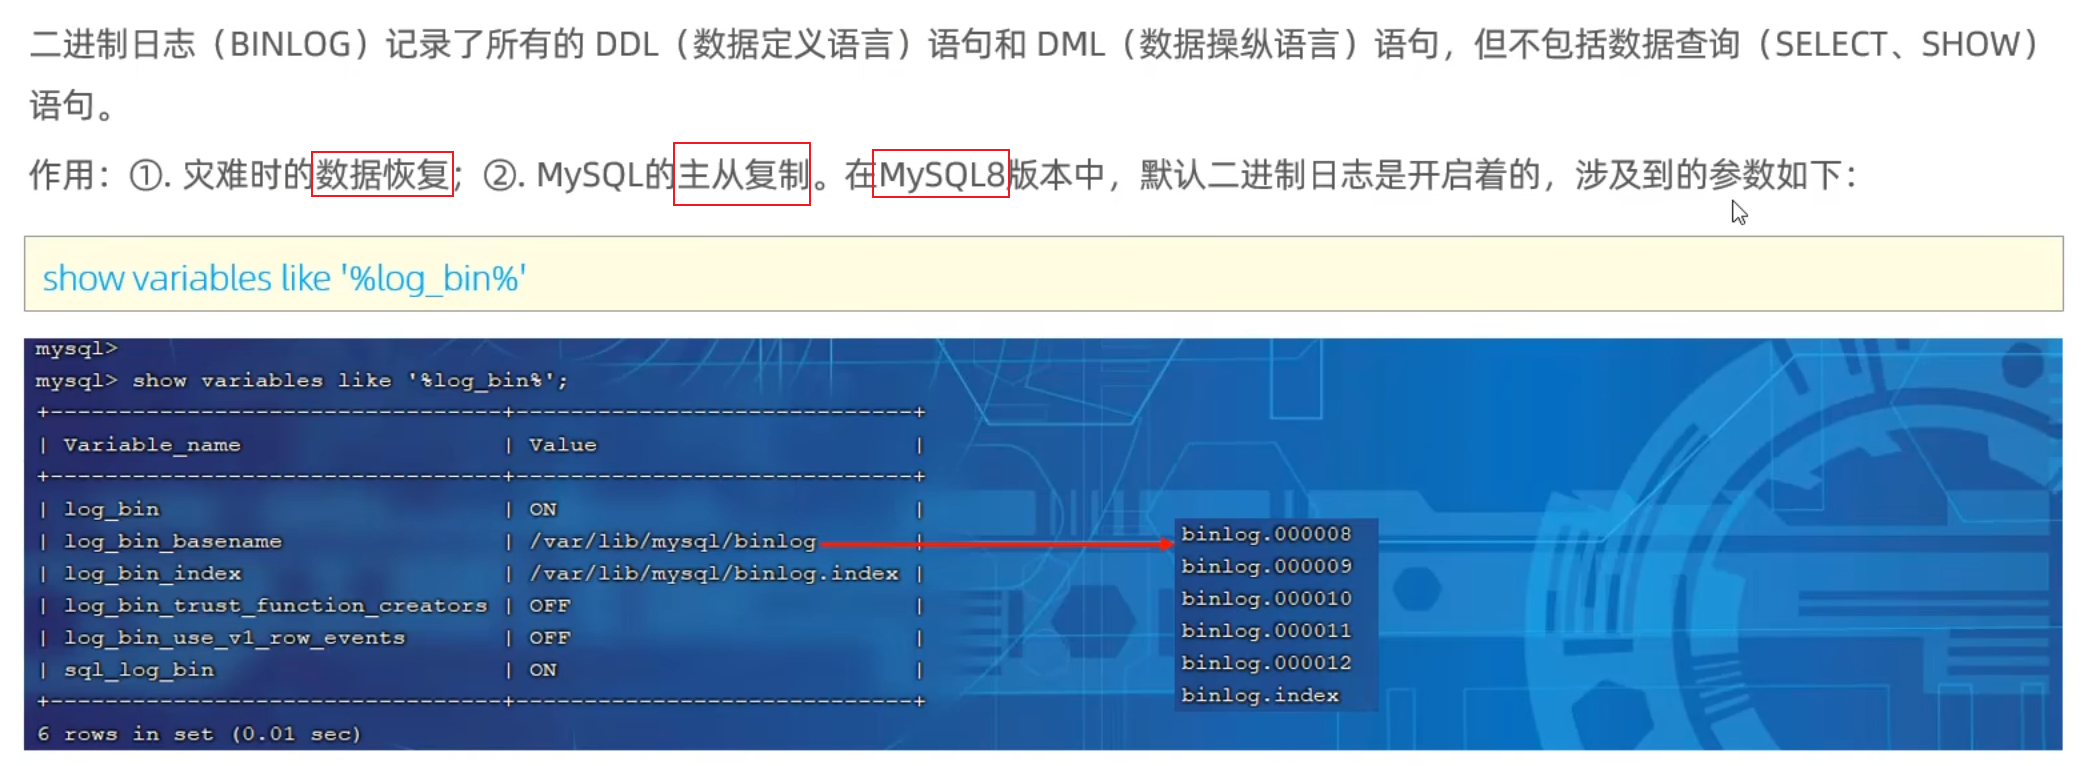 二进制日志（BINLOG）记录了所有的 DDL（数据定义语言）语句和 DML（数据操纵语言）语句，但不包括数据查询（SELECT、SHOW）
语句。
作用：①. 灾难时的数据恢复；②. MySQL的主从复制。在MySQL8版本中，默认二进制日志是开启着的，涉及到的参数如下：
show variables like '%log_bin%'
mysql>
mysql> show variables like '%log_bin%';
+---------------------------------+-----------------------------+
| Variable_name                   | Value                       |
+---------------------------------+-----------------------------+
| log_bin                         | ON                          |
| log_bin_basename                | /var/lib/mysql/binlog       |
| log_bin_index                   | /var/lib/mysql/binlog.index |
| log_bin_trust_function_creators | OFF                         |
| log_bin_use_v1_row_events       | OFF                         |
| sql_log_bin                     | ON                          |
+---------------------------------+-----------------------------+
6 rows in set (0.01 sec)
binlog.000008
binlog.000009
binlog.000010
binlog.000011
binlog.000012
binlog.index